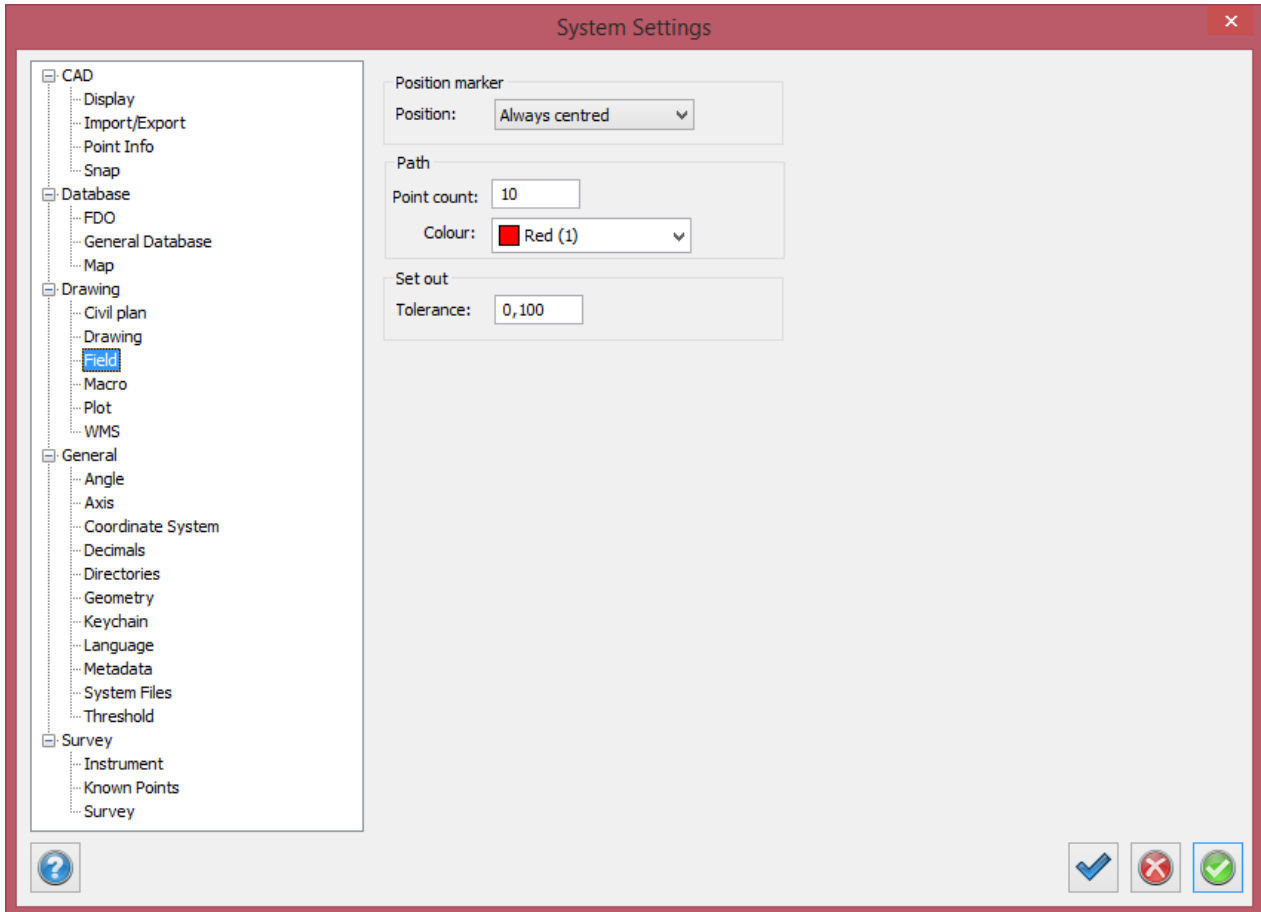 System Settings
CAD
Display
Import/Export
Point Info
Snap
Database
FDO
General Database
Map
Drawing
Civil plan
Drawing
Field
Macro
Plot
WMS
General
Angle
Axis
Coordinate System
Decimals
Directories
Geometry
Keychain
Language
Metadata
System Files
Threshold
Survey
Instrument
Known Points
Survey
Position marker
Position: Always centred
Path
Point count: 10
Colour: Red (1)
Set out
Tolerance: 0,100